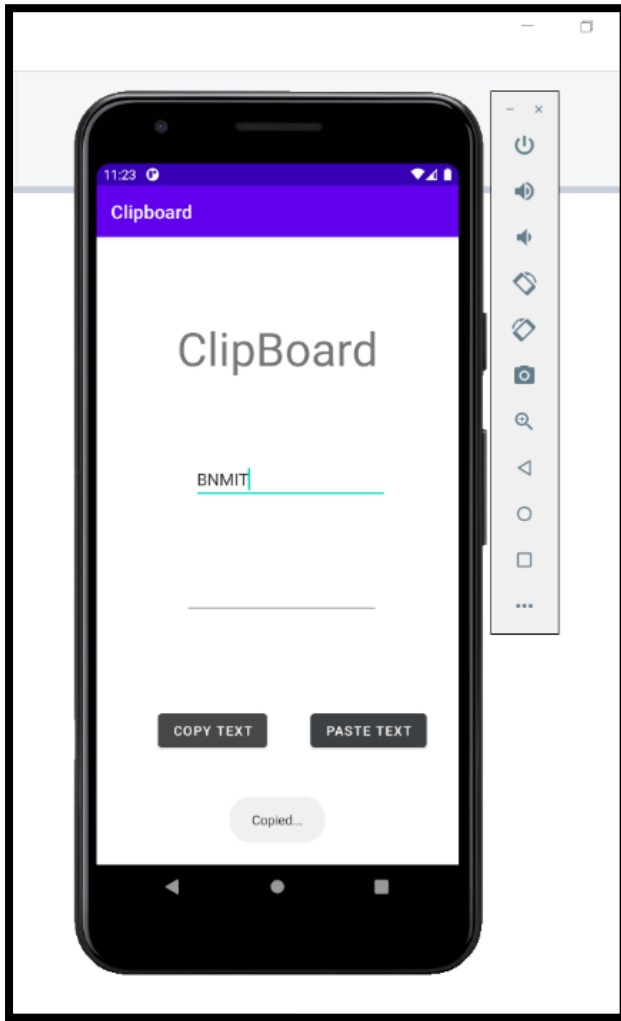 11:23
Clipboard
ClipBoard
BNMIT
COPY TEXT PASTE TEXT
Copied...